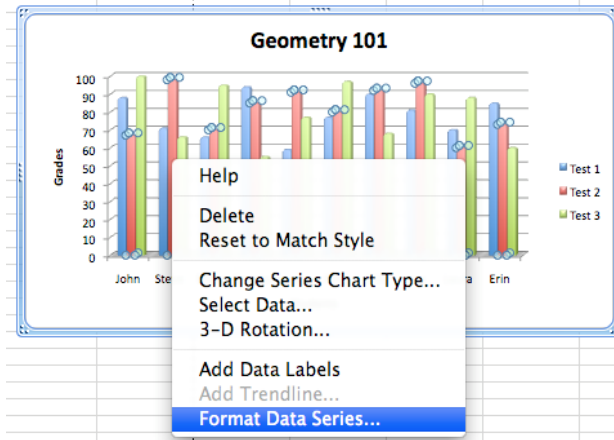 Geometry 101
100
90
80
70
60
50
40
30
20
10
0
Grades
John
Erin
Test 1
Test 2
Test 3
Help
Delete
Reset to Match Style
Change Series Chart Type...
Select Data...
3-D Rotation...
Add Data Labels
Add Trendline...
Format Data Series...